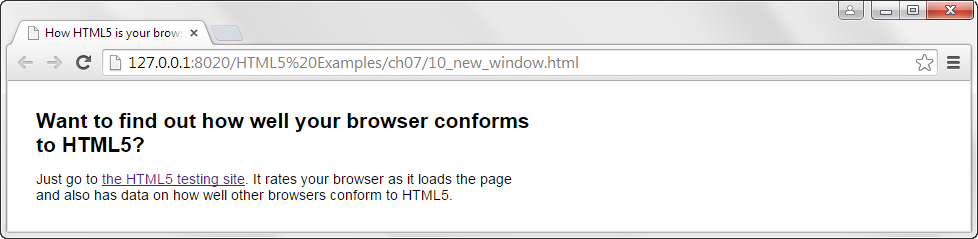 How HTML5 is your brows
127.0.0.1:8020/HTML5%20Examples/ch07/10_new_window.html
Want to find out how well your browser conforms
to HTML5?
Just go to the HTML5 testing site. It rates your browser as it loads the page
and also has data on how well other browsers conform to HTML5.